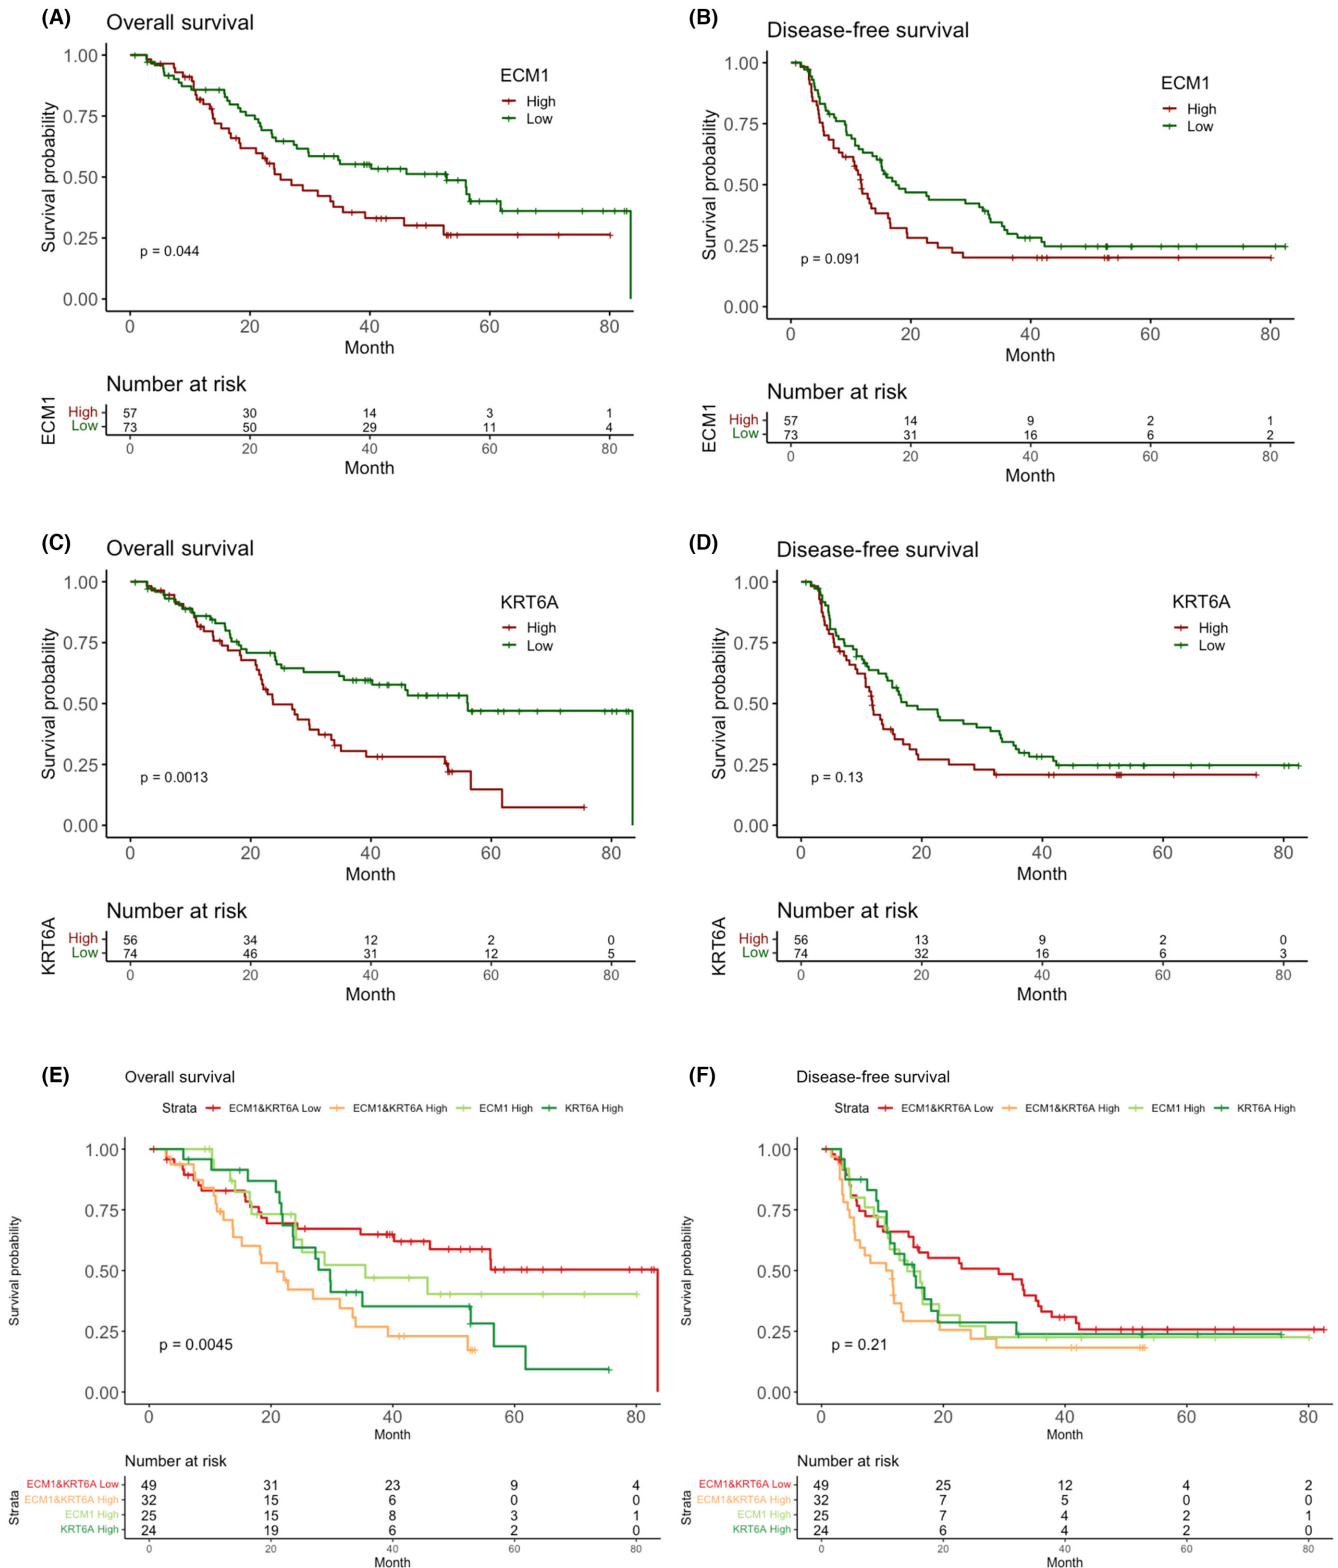 (A) Overall survival
ECM1
High
Low
Survival probability
1.00
0.75
0.50
0.25
0.00
p = 0.044
0 20 40 60 80
Month
Number at risk
ECM1
High 57 30 14 3 1
Low 73 50 29 11 4
0 20 40 60 80
Month
(B) Disease-free survival
ECM1
High
Low
Survival probability
1.00
0.75
0.50
0.25
0.00
p = 0.091
0 20 40 60 80
Month
Number at risk
ECM1
High 57 14 9 2 1
Low 73 31 16 6 2
0 20 40 60 80
Month
(C) Overall survival
KRT6A
High
Low
Survival probability
1.00
0.75
0.50
0.25
0.00
p = 0.0013
0 20 40 60 80
Month
Number at risk
KRT6A
High 56 34 12 2 0
Low 74 46 31 12 5
0 20 40 60 80
Month
(D) Disease-free survival
KRT6A
High
Low
Survival probability
1.00
0.75
0.50
0.25
0.00
p = 0.13
0 20 40 60 80
Month
Number at risk
KRT6A
High 56 13 9 2 0
Low 74 32 16 6 3
0 20 40 60 80
Month
(E) Overall survival
Strata ECM1&KRT6A Low ECM1&KRT6A High ECM1 High KRT6A High
Survival probability
1.00
0.75
0.50
0.25
0.00
p = 0.0045
0 20 40 60 80
Month
Number at risk
Strata
ECM1&KRT6A Low 49 31 23 9 4
ECM1&KRT6A High 32 15 6 0 0
ECM1 High 25 15 8 3 1
KRT6A High 24 19 6 2 0
0 20 40 60 80
Month
(F) Disease-free survival
Strata ECM1&KRT6A Low ECM1&KRT6A High ECM1 High KRT6A High
Survival probability
1.00
0.75
0.50
0.25
0.00
p = 0.21
0 20 40 60 80
Month
Number at risk
Strata
ECM1&KRT6A Low 49 25 12 4 2
ECM1&KRT6A High 32 7 5 0 0
ECM1 High 25 7 4 2 1
KRT6A High 24 6 4 2 0
0 20 40 60 80
Month